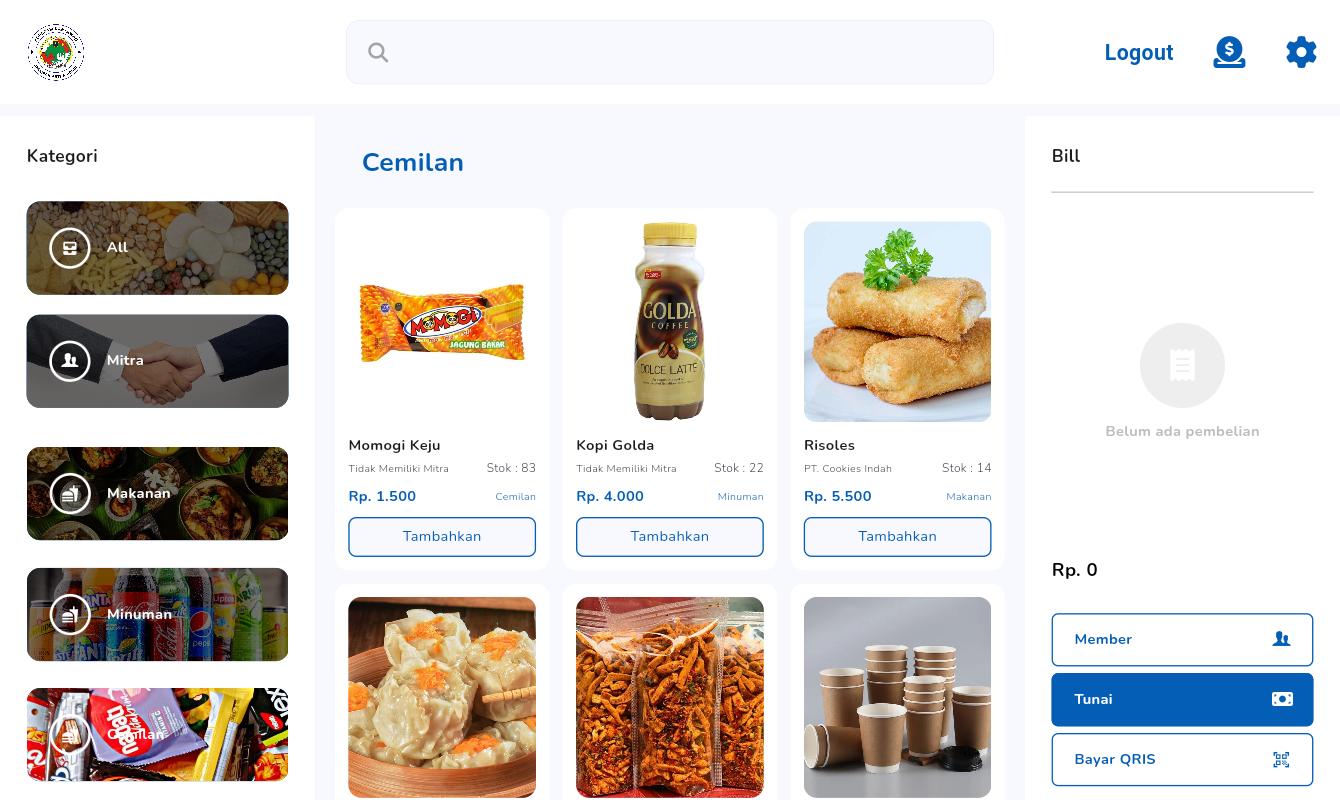 Logout
Kategori
All
Mitra
Makanan
Minuman
Cemilan
Cemilan
MOMOGI
JAGUNG BAKAR
GOLDA
COFFEE
DOLCE LATTE
Momogi Keju
Tidak Memiliki Mitra
Stok : 83
Rp. 1.500
Cemilan
Tambahkan
Kopi Golda
Tidak Memiliki Mitra
Stok : 22
Rp. 4.000
Minuman
Tambahkan
Risoles
PT. Cookies Indah
Stok : 14
Rp. 5.500
Makanan
Tambahkan
Bill
Belum ada pembelian
Rp. 0
Member
Tunai
Bayar QRIS